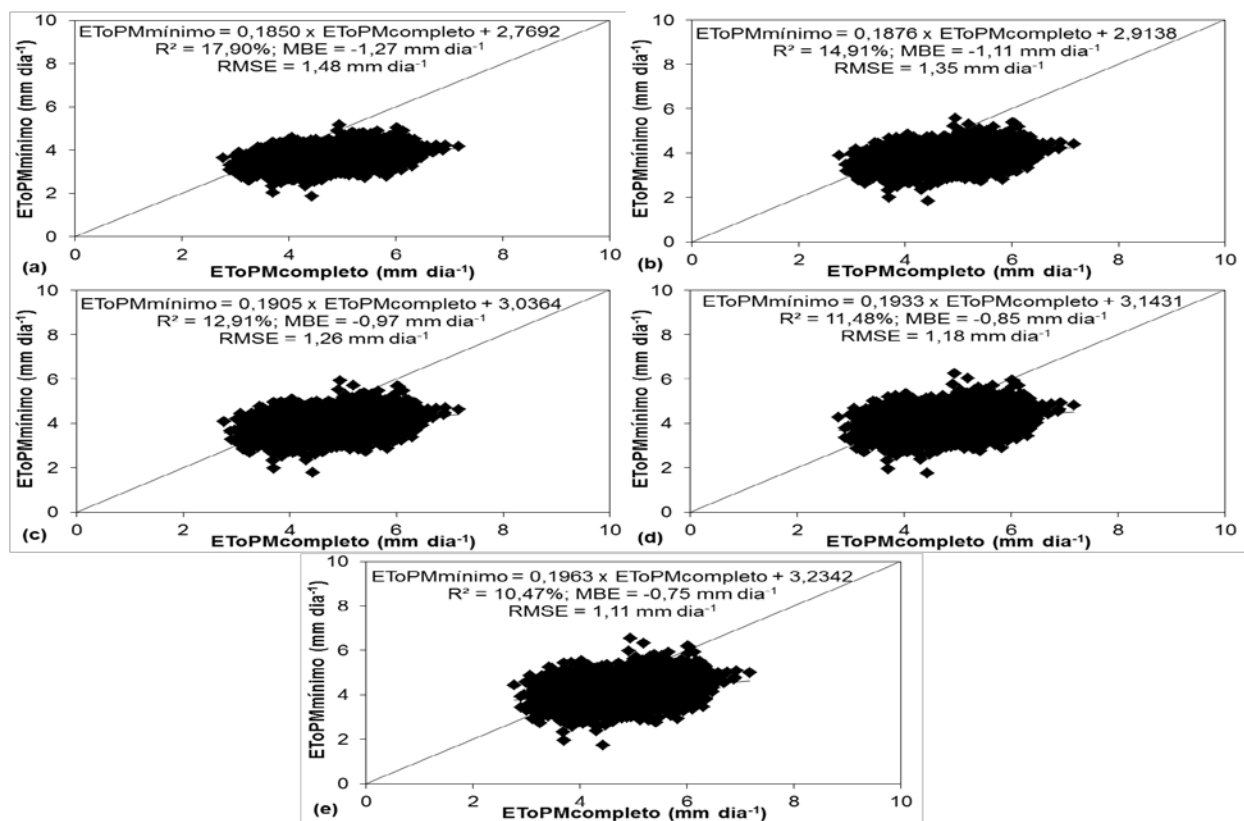 EToPMmínimo = 0,1850 x EToPMcompleto + 2,7692
R² = 17,90%; MBE = -1,27 mm dia⁻¹
RMSE = 1,48 mm dia⁻¹
EToPMmínimo (mm dia⁻¹)
10
8
6
4
2
0
0 2 4 6 8 10
(a) EToPMcompleto (mm dia⁻¹)
EToPMmínimo = 0,1876 x EToPMcompleto + 2,9138
R² = 14,91%; MBE = -1,11 mm dia⁻¹
RMSE = 1,35 mm dia⁻¹
EToPMmínimo (mm dia⁻¹)
10
8
6
4
2
0
0 2 4 6 8 10
(b) EToPMcompleto (mm dia⁻¹)
EToPMmínimo = 0,1905 x EToPMcompleto + 3,0364
R² = 12,91%; MBE = -0,97 mm dia⁻¹
RMSE = 1,26 mm dia⁻¹
EToPMmínimo (mm dia⁻¹)
10
8
6
4
2
0
0 2 4 6 8 10
(c) EToPMcompleto (mm dia⁻¹)
EToPMmínimo = 0,1933 x EToPMcompleto + 3,1431
R² = 11,48%; MBE = -0,85 mm dia⁻¹
RMSE = 1,18 mm dia⁻¹
EToPMmínimo (mm dia⁻¹)
10
8
6
4
2
0
0 2 4 6 8 10
(d) EToPMcompleto (mm dia⁻¹)
EToPMmínimo = 0,1963 x EToPMcompleto + 3,2342
R² = 10,47%; MBE = -0,75 mm dia⁻¹
RMSE = 1,11 mm dia⁻¹
EToPMmínimo (mm dia⁻¹)
10
8
6
4
2
0
0 2 4 6 8 10
(e) EToPMcompleto (mm dia⁻¹)